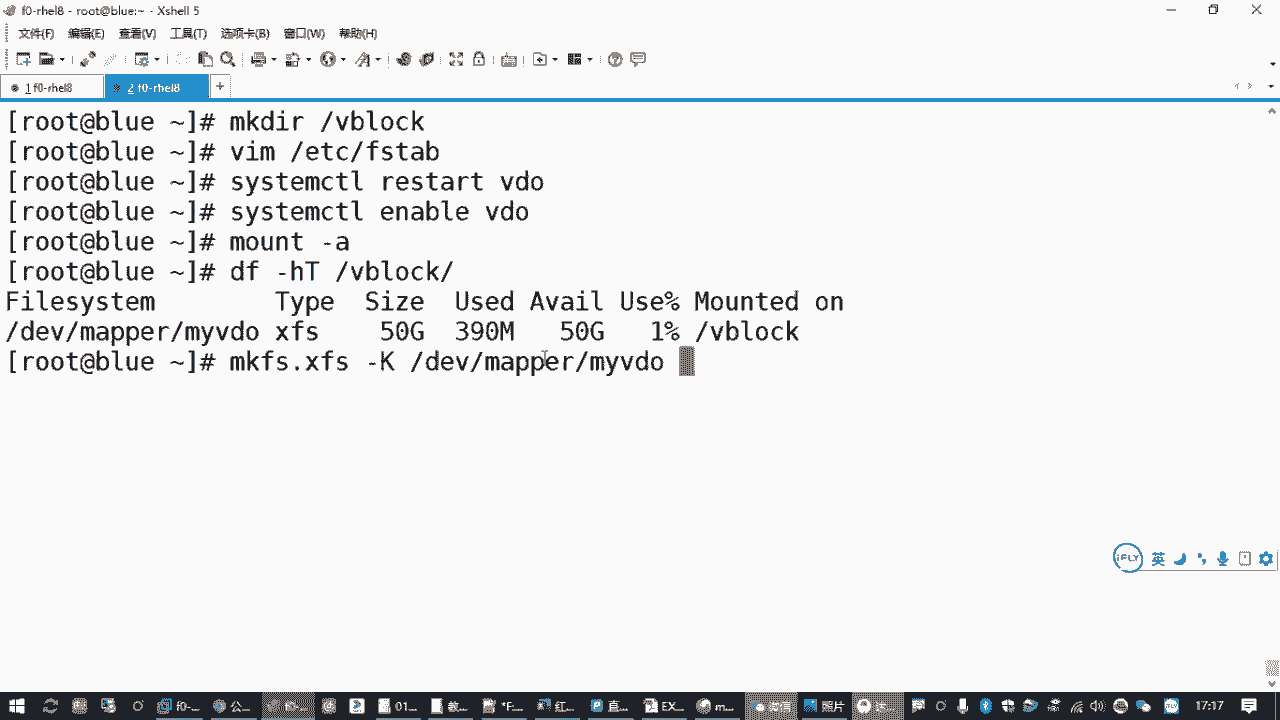 f0-rhel8 - root@blue:~ - Xshell 5
文件(F) 编辑(E) 查看(V) 工具(T) 选项卡(B) 窗口(W) 帮助(H)
1 f0-rhel8 2 f0-rhel8 +
[root@blue ~]# mkdir /vblock
[root@blue ~]# vim /etc/fstab
[root@blue ~]# systemctl restart vdo
[root@blue ~]# systemctl enable vdo
[root@blue ~]# mount -a
[root@blue ~]# df -hT /vblock/
Filesystem Type Size Used Avail Use% Mounted on
/dev/mapper/myvdo xfs 50G 390M 50G 1% /vblock
[root@blue ~]# mkfs.xfs -K /dev/mapper/myvdo
iFLY 英
f0-... 公... 01... 教... *F... 红... 直... EX... m... 照片 17:17